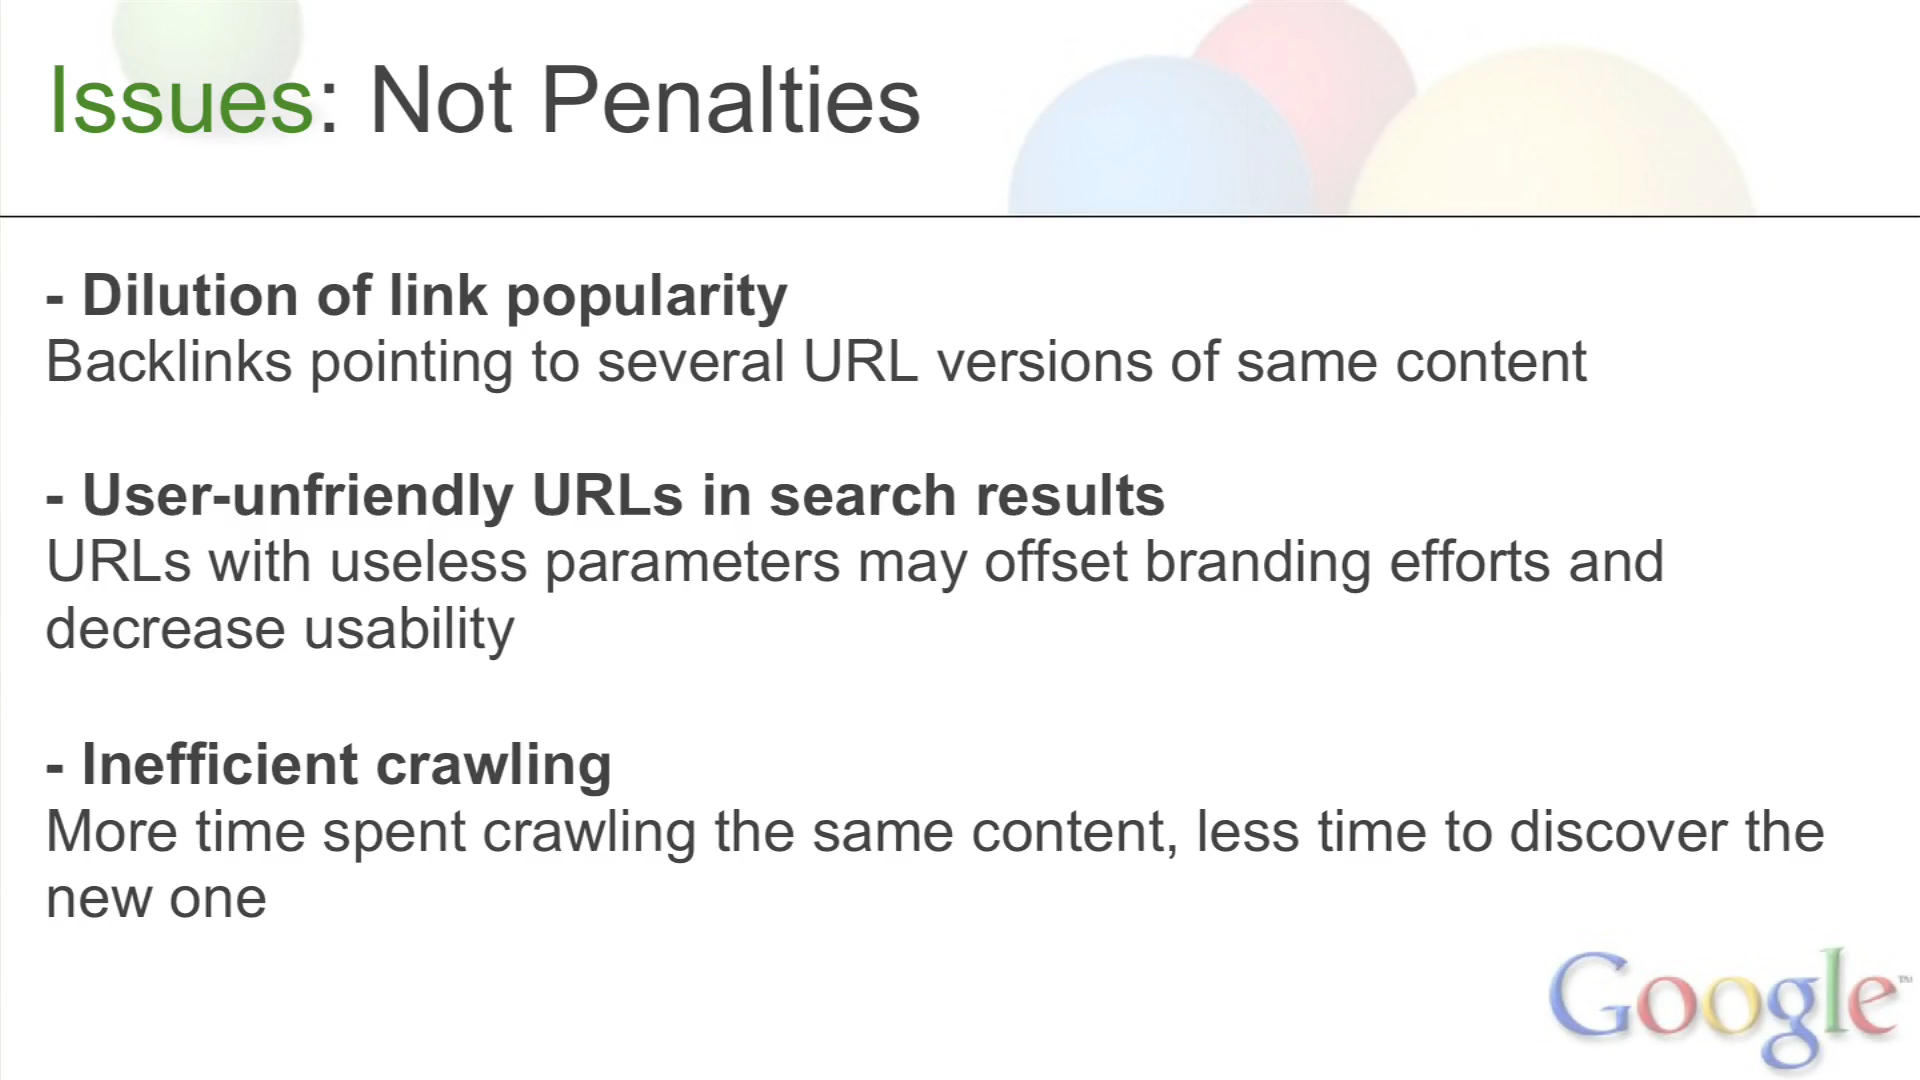 Issues: Not Penalties
- Dilution of link popularity
Backlinks pointing to several URL versions of same content
- User-unfriendly URLs in search results
URLs with useless parameters may offset branding efforts and
decrease usability
- Inefficient crawling
More time spent crawling the same content, less time to discover the
new one
Google™